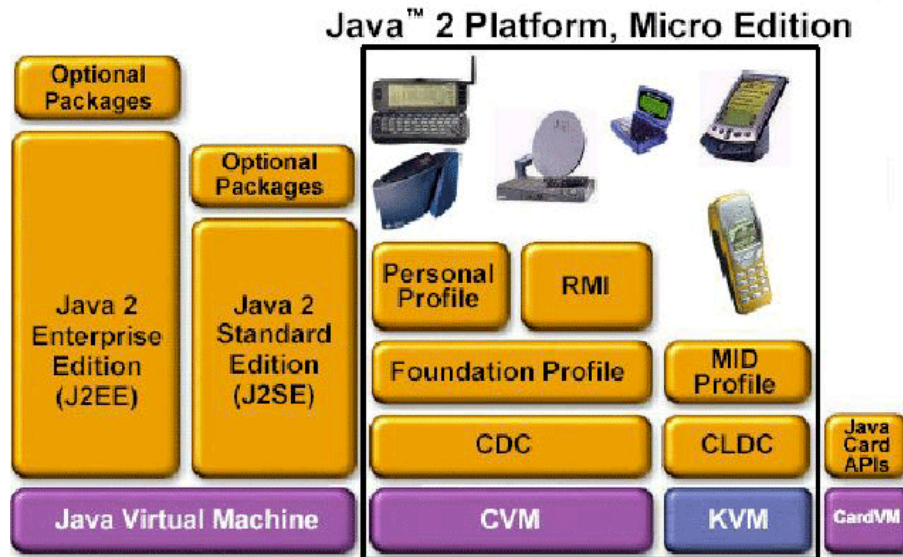 Java™ 2 Platform, Micro Edition
Optional
Packages
Optional
Packages
Java 2
Enterprise
Edition
(J2EE)
Java 2
Standard
Edition
(J2SE)
Personal
Profile
RMI
Foundation Profile
MID
Profile
CDC
CLDC
Java
Card
APIs
Java Virtual Machine
CVM
KVM
CardVM